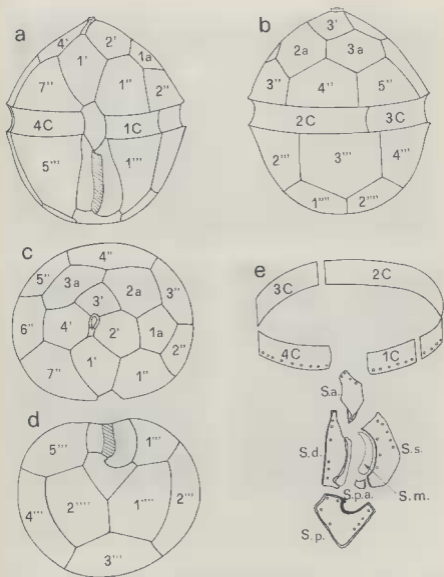 a
4' 2'
1' 1a
7'' 1'' 2''
4C 1C
5''' 1'''
b
3'
2a 3a
3'' 4'' 5''
2C 3C
2''' 3''' 4'''
1'''' 2''''
c
4''
5'' 3a 2a 3''
3'
6'' 4' 2' 1a
2''
7'' 1' 1''
d
5''' 1'''
4''' 2'''' 1'''' 2'''
3'''
e
3C 2C
4C 1C
S.a.
S.d. S.s.
S.p.a. S.m.
S.p.